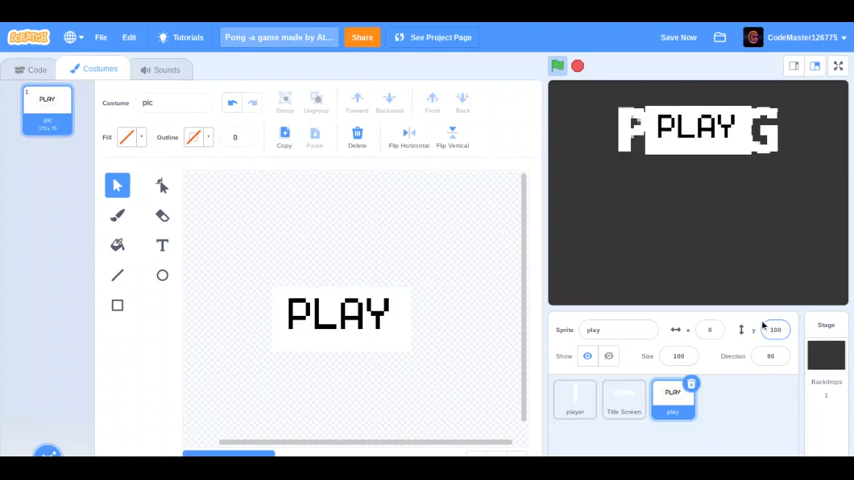 SCRATCH File Edit Tutorials Pong -a game made by At... Share See Project Page Save Now CodeMaster126775
Code Costumes Sounds
1 PLAY pic
Costume pic Group Ungroup Forward Backward Front Back
Fill Outline 0 Copy Paste Delete Flip Horizontal Flip Vertical
PLAY
P PLAY G
Sprite play x 0 y 100
Show Size 100 Direction 90
player Title Screen PLAY play
Stage
Backdrops
1